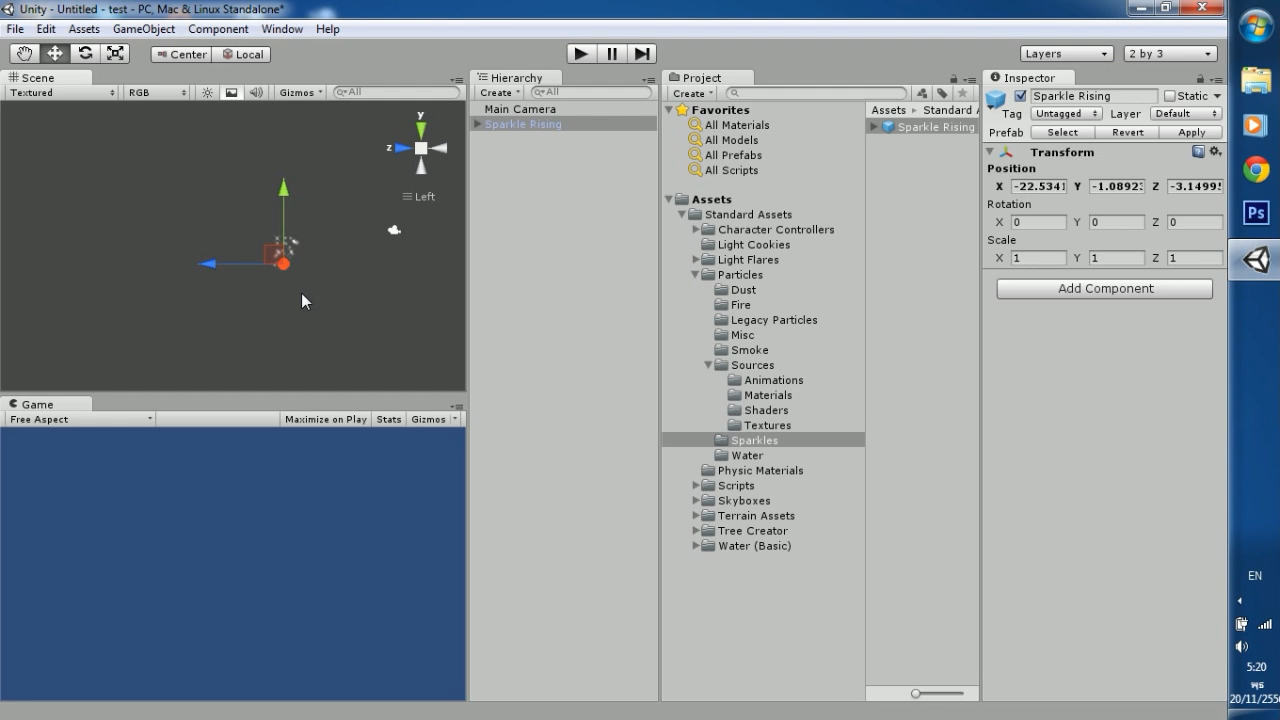 Unity - Untitled - test - PC, Mac & Linux Standalone*
File Edit Assets GameObject Component Window Help
Center Local Layers 2 by 3
Scene
Textured RGB Gizmos All
y
z
Left
Game
Free Aspect Maximize on Play Stats Gizmos
Hierarchy
Create All
Main Camera
Sparkle Rising
Project
Create
Favorites
All Materials
All Models
All Prefabs
All Scripts
Assets
Standard Assets
Character Controllers
Light Cookies
Light Flares
Particles
Dust
Fire
Legacy Particles
Misc
Smoke
Sources
Animations
Materials
Shaders
Textures
Sparkles
Water
Physic Materials
Scripts
Skyboxes
Terrain Assets
Tree Creator
Water (Basic)
Assets Standard A
Sparkle Rising
Inspector
Sparkle Rising Static
Tag Untagged Layer Default
Prefab Select Revert Apply
Transform
Position
X -22.5341 Y -1.0892 Z -3.1499
Rotation
X 0 Y 0 Z 0
Scale
X 1 Y 1 Z 1
Add Component
Ps
EN
5:20
พุธ
20/11/255